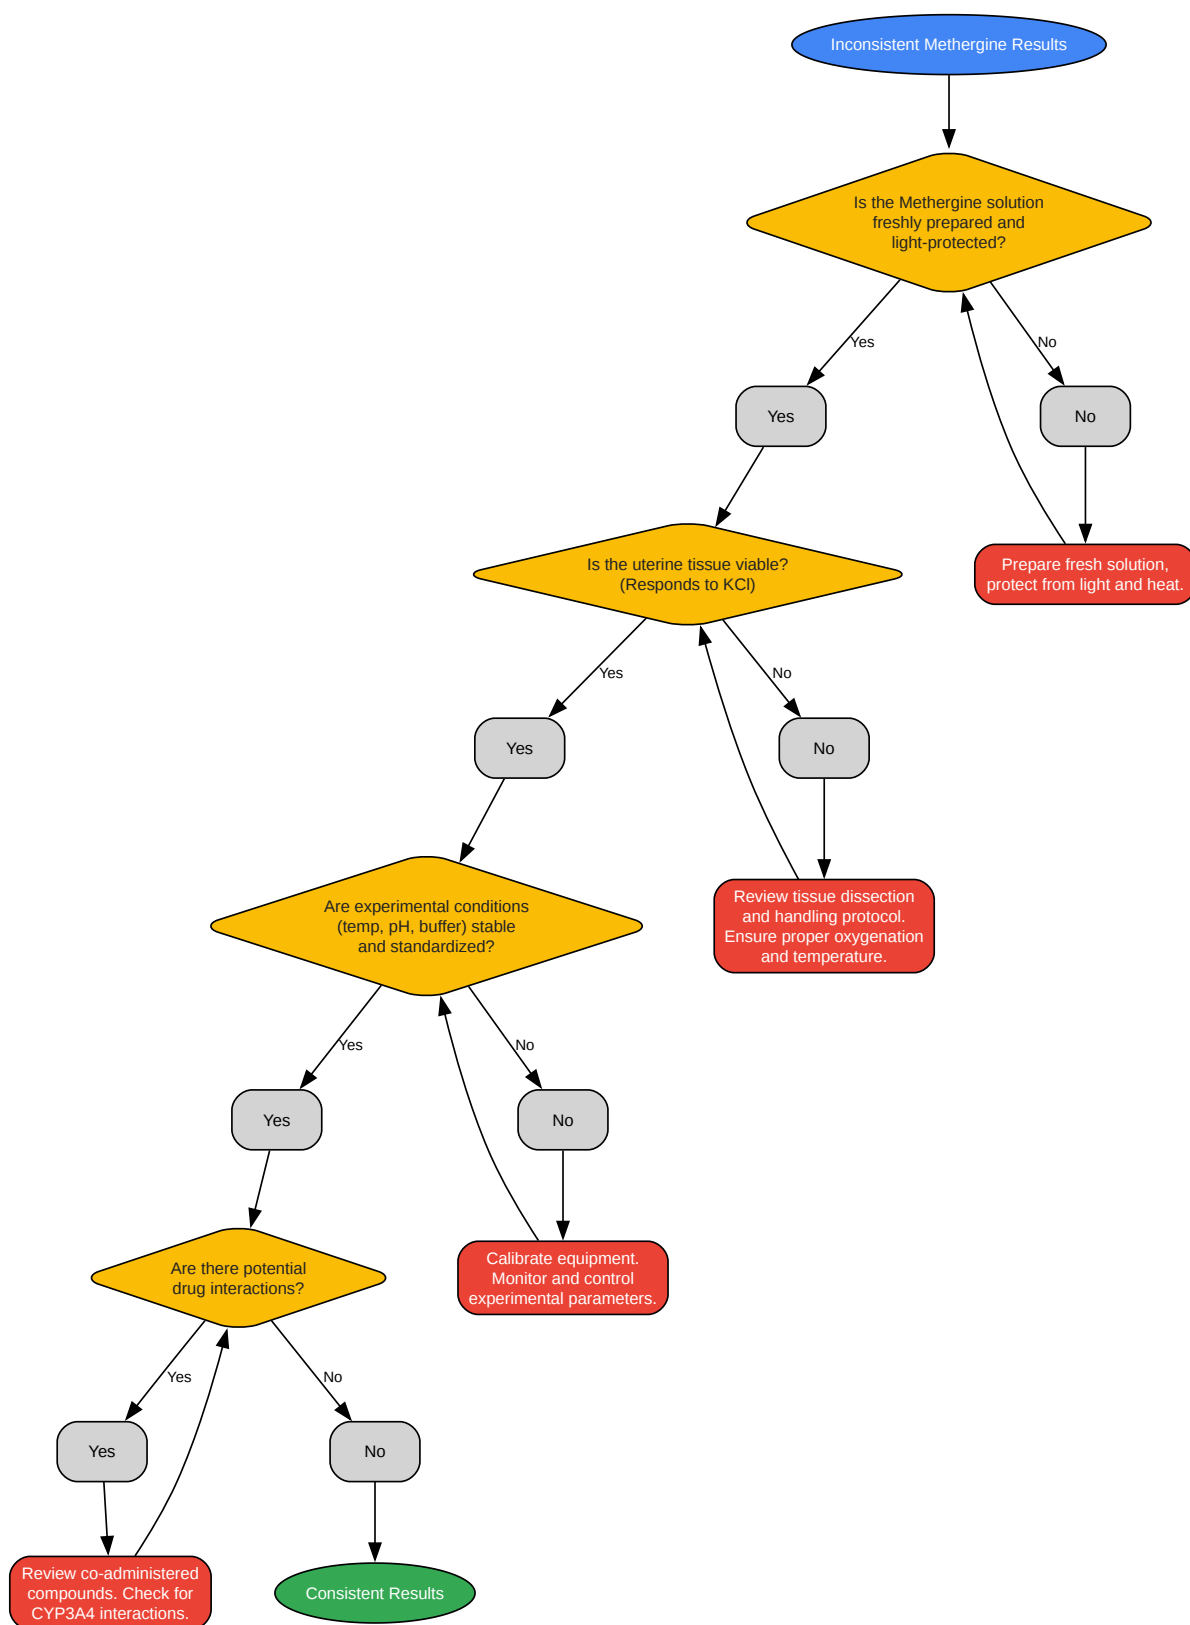 Inconsistent Methergine Results
Is the Methergine solution
freshly prepared and
light-protected?
Yes
No
Yes
No
Is the uterine tissue viable?
(Responds to KCl)
Prepare fresh solution,
protect from light and heat.
Yes
No
Yes
No
Are experimental conditions
(temp, pH, buffer) stable
and standardized?
Review tissue dissection
and handling protocol.
Ensure proper oxygenation
and temperature.
Yes
No
Yes
No
Are there potential
drug interactions?
Calibrate equipment.
Monitor and control
experimental parameters.
Yes
No
Yes
No
Review co-administered
compounds. Check for
CYP3A4 interactions.
Consistent Results